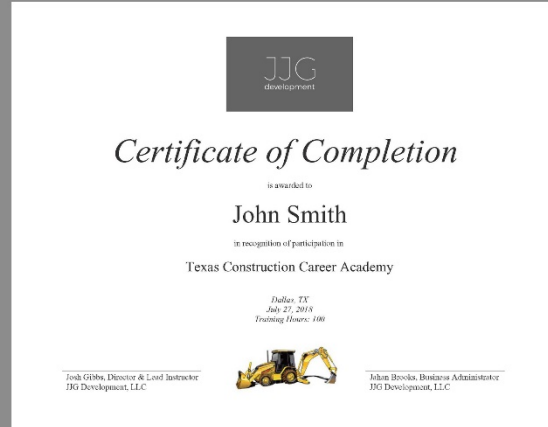 JJG
development
Certificate of Completion
is awarded to
John Smith
in recognition of participation in
Texas Construction Career Academy
Dallas, TX
July 27, 2018
Training Hours: 100
Josh Gibbs, Director & Lead Instructor
JJG Development, LLC
Jahan Brooks, Business Administrator
JJG Development, LLC